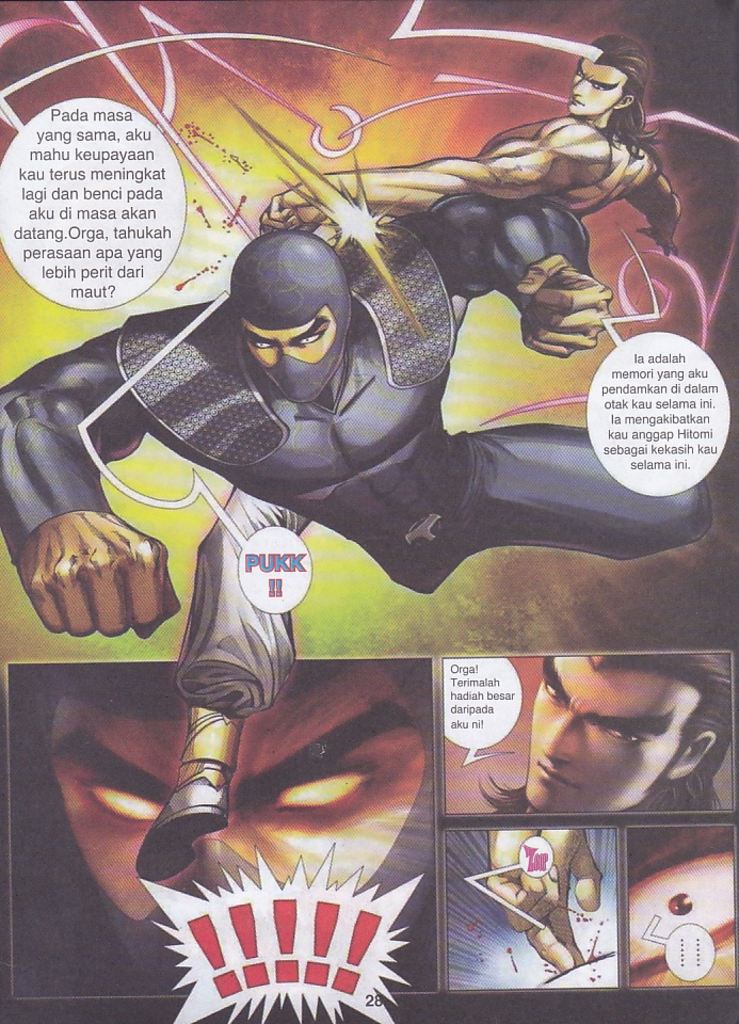 Pada masa
yang sama, aku
mahu keupayaan
kau terus meningkat
lagi dan benci pada
aku di masa akan
datang.Orga, tahukah
perasaan apa yang
lebih perit dari
maut?
Ia adalah
memori yang aku
pendamkan di dalam
otak kau selama ini.
Ia mengakibatkan
kau anggap Hitomi
sebagai kekasih kau
selama ini.
PUKK
!!
Orga!
Terimalah
hadiah besar
daripada
aku ni!
Zapp
!!!!!
28